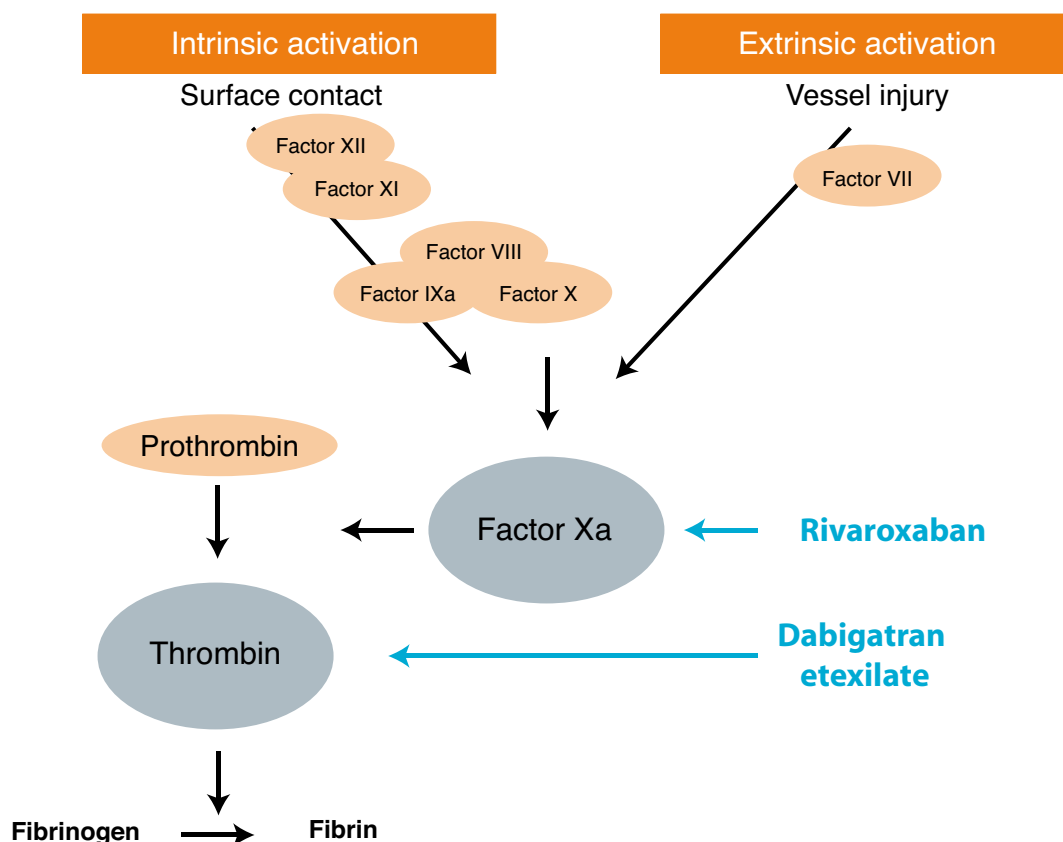 Intrinsic activation
Extrinsic activation
Surface contact
Vessel injury
Factor XII
Factor XI
Factor VII
Factor VIII
Factor IXa
Factor X
Prothrombin
Factor Xa
Rivaroxaban
Thrombin
Dabigatran
etexilate
Fibrinogen
Fibrin